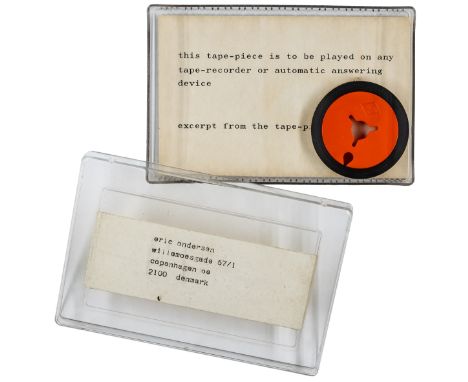 this tape-piece is to be played on any
tape-recorder or automatic answering
device
excerpt from the tape-p
eric andersen
willemoesgade 57/1
copenhagen oe
2100 denmark